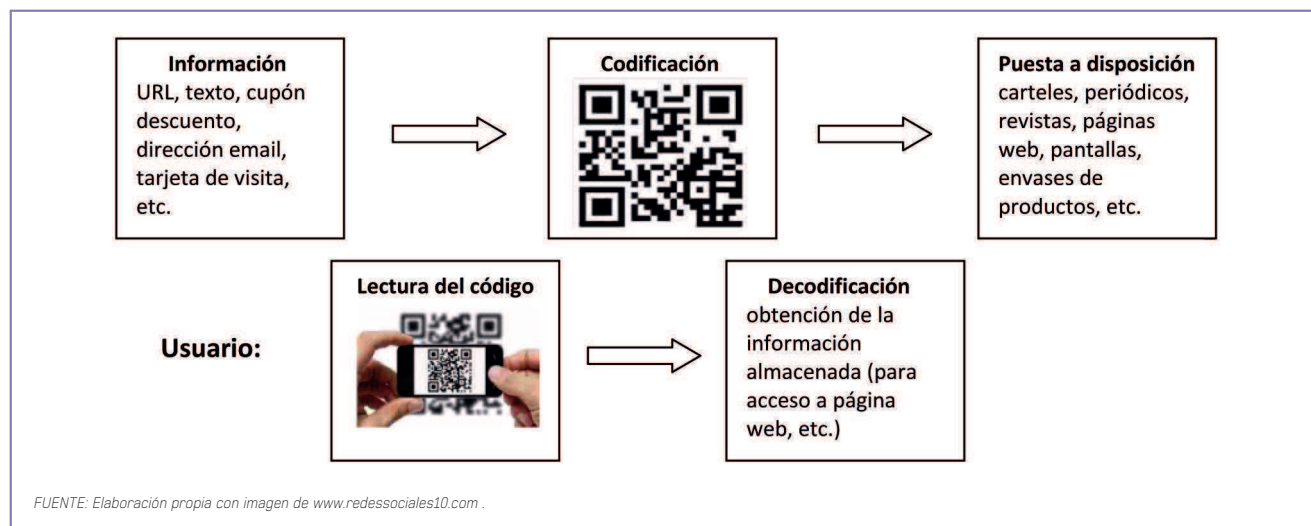 Información
URL, texto, cupón
descuento,
dirección email,
tarjeta de visita,
etc.
Codificación
Puesta a disposición
carteles, periódicos,
revistas, páginas
web, pantallas,
envases de
productos, etc.
Usuario:
Lectura del código
Decodificación
obtención de la
información
almacenada (para
acceso a página
web, etc.)
FUENTE: Elaboración propia con imagen de www.redessociales10.com .